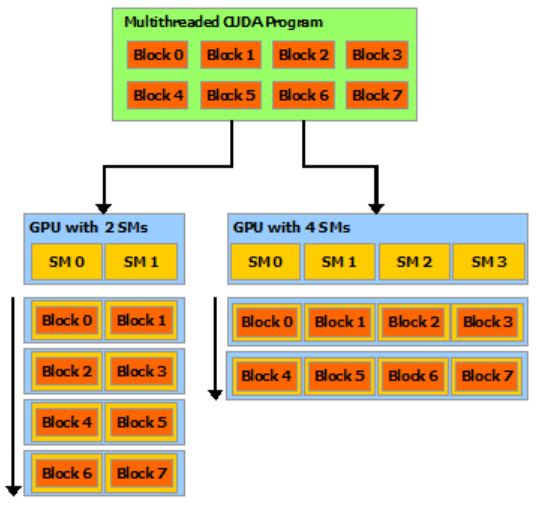 Multithreaded CUDA Program
Block 0 Block 1 Block 2 Block 3
Block 4 Block 5 Block 6 Block 7
GPU with 2 SMs
SM 0 SM 1
Block 0 Block 1
Block 2 Block 3
Block 4 Block 5
Block 6 Block 7
GPU with 4 SMs
SM 0 SM 1 SM 2 SM 3
Block 0 Block 1 Block 2 Block 3
Block 4 Block 5 Block 6 Block 7